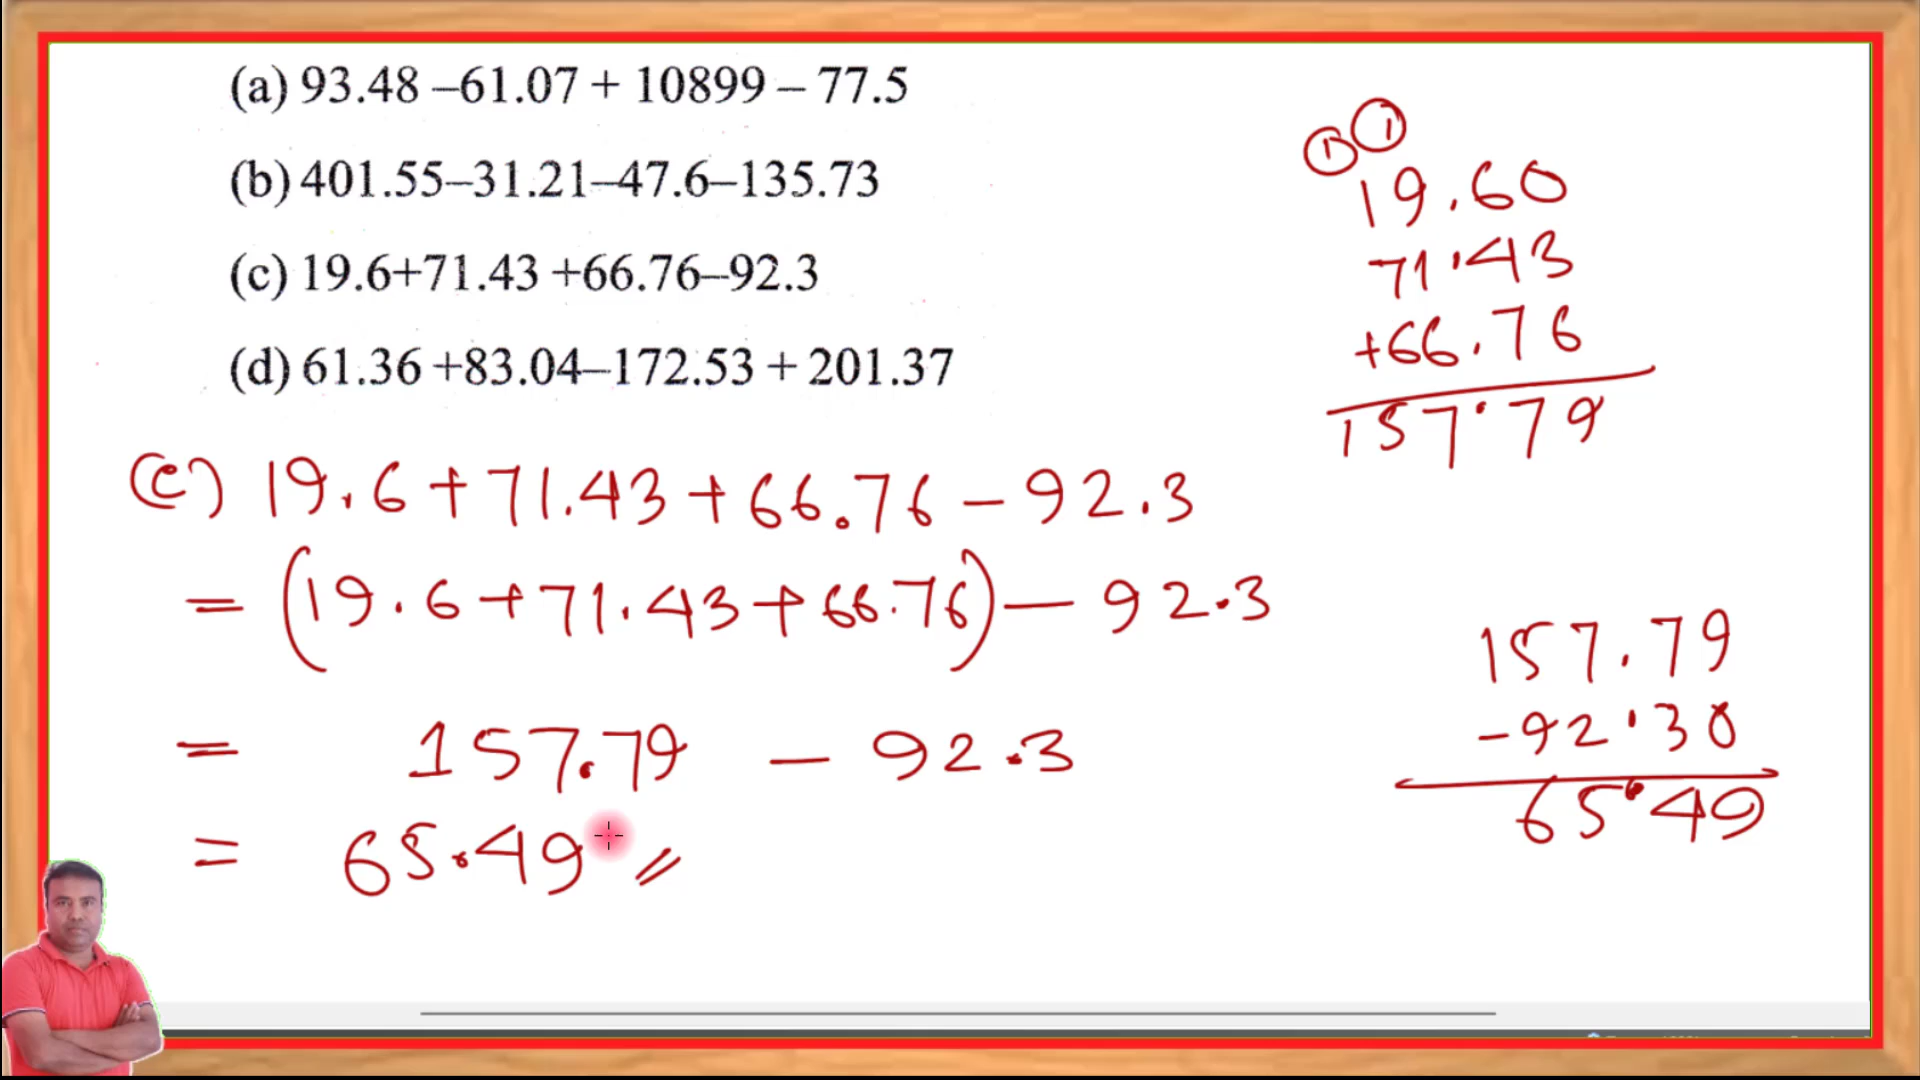 (a) 93.48 –61.07 + 10899 – 77.5
(b) 401.55–31.21–47.6–135.73
(c) 19.6+71.43 +66.76–92.3
(d) 61.36 +83.04–172.53 + 201.37
(c) 19.6 + 71.43 + 66.76 – 92.3
= (19.6 + 71.43 + 66.76) – 92.3
= 157.79 – 92.3
= 65.49 //
1 1
19.60
71.43
+66.76
157.79
157.79
-92.30
65.49